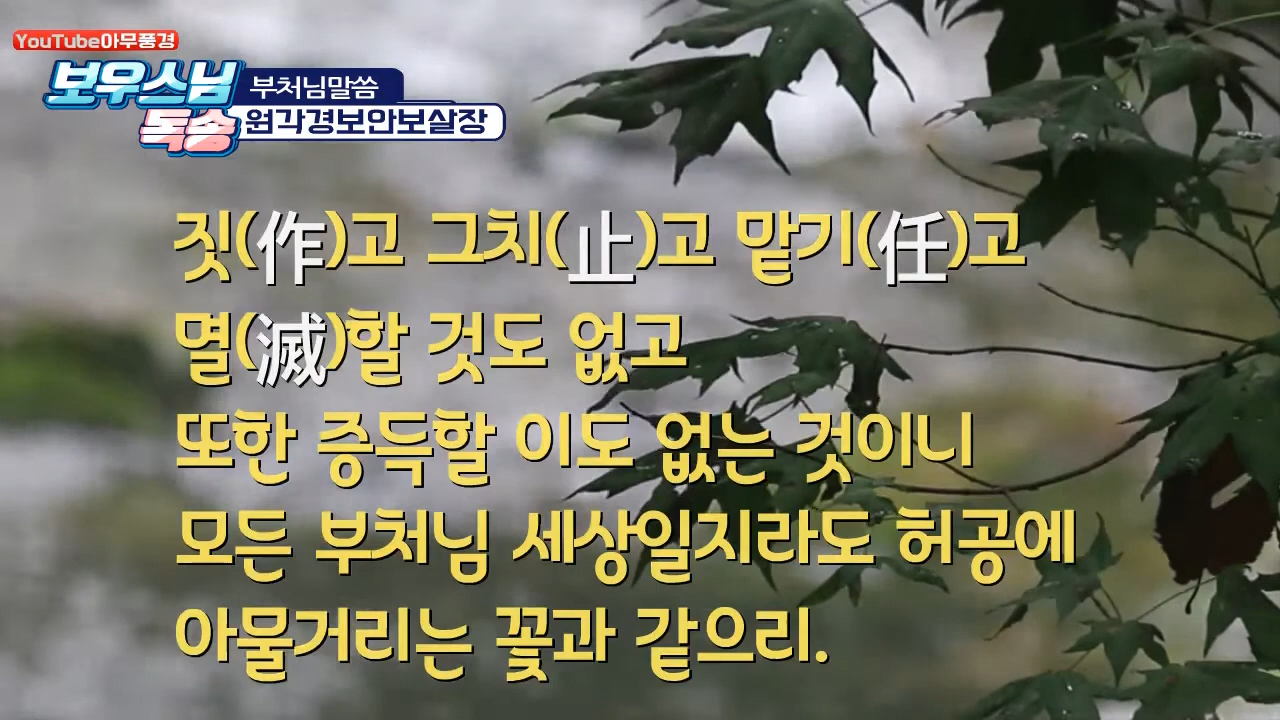 YouTube아무풍경
보우스님 부처님말씀
독송 원각경보안보살장
짓(作)고 그치(止)고 맡기(任)고
멸(滅)할 것도 없고
또한 증득할 이도 없는 것이니
모든 부처님 세상일지라도 허공에
아물거리는 꽃과 같으리.